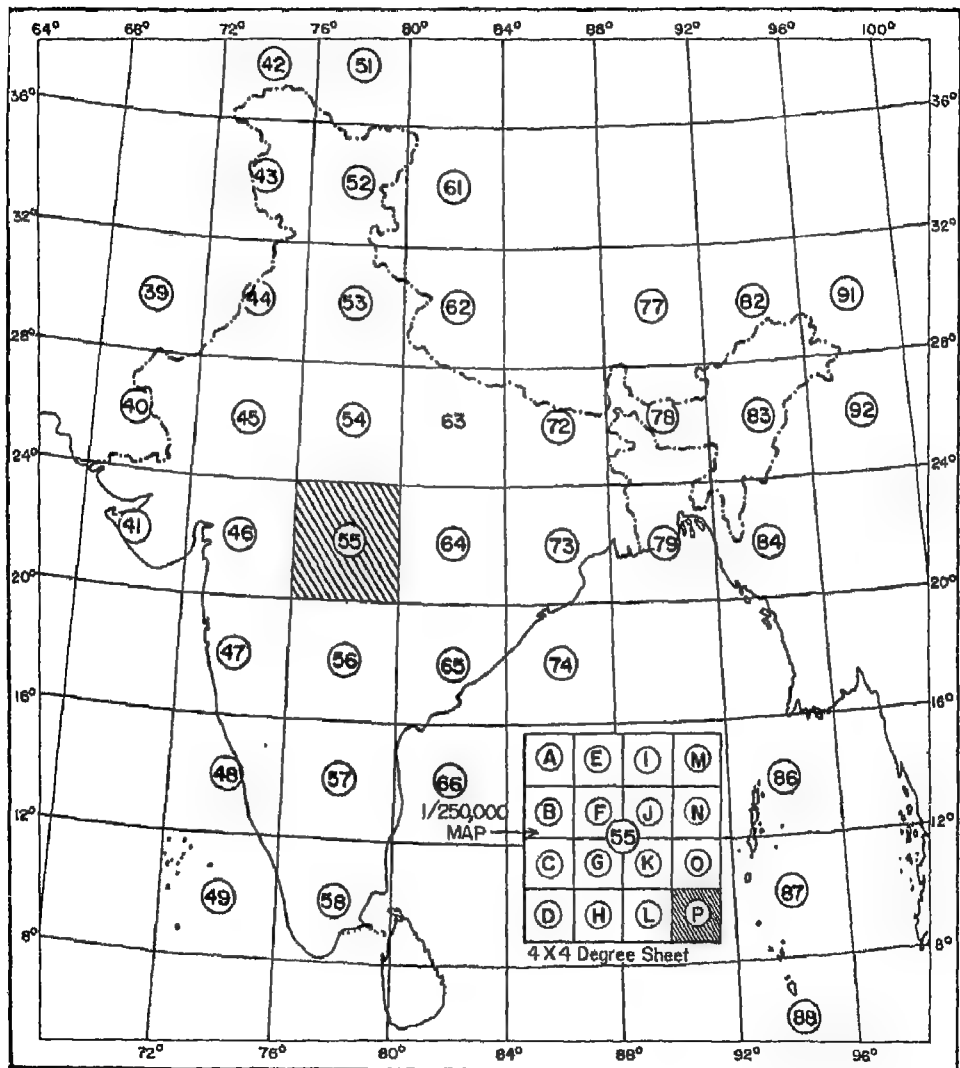 64° 68° 72° 76° 80° 84° 88° 92° 96° 100°
42 51
36° 36°
43 52 61
32° 32°
39 44 53 62 77 82 91
28° 28°
40 45 54 63 72 78 83 92
24° 24°
41 46 55 64 73 79 84
20° 20°
47 56 65 74
16° 16°
A E I M
48 57 66 86
1/250,000
MAP
B F J N
55
12° 12°
C G K O
49 58 87
D H L P
8° 8°
4X4 Degree Sheet
88
72° 76° 80° 84° 88° 92° 96°